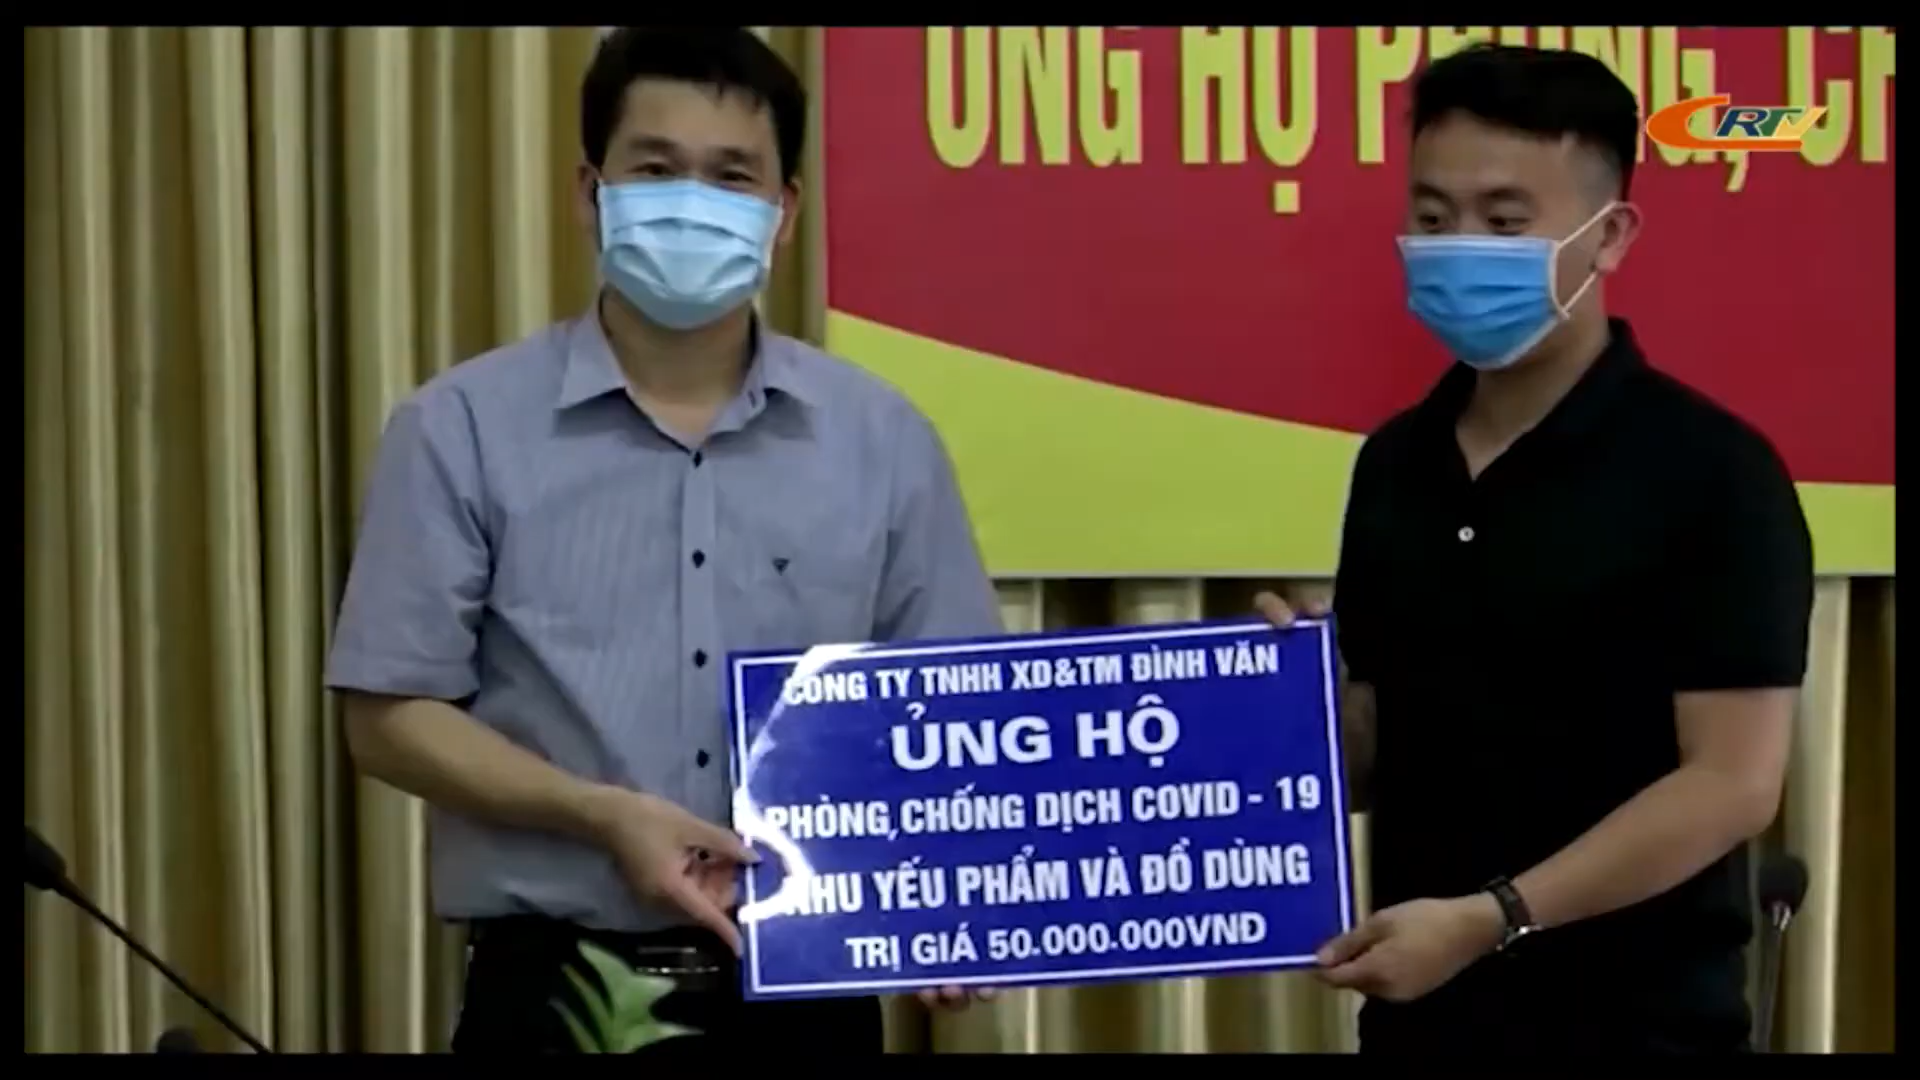 ỦNG HỘ PHÒNG, CH
CRTV
CÔNG TY TNHH XD&TM ĐÌNH VĂN
ỦNG HỘ
PHÒNG, CHỐNG DỊCH COVID - 19
NHU YẾU PHẨM VÀ ĐỒ DÙNG
TRỊ GIÁ 50.000.000VNĐ